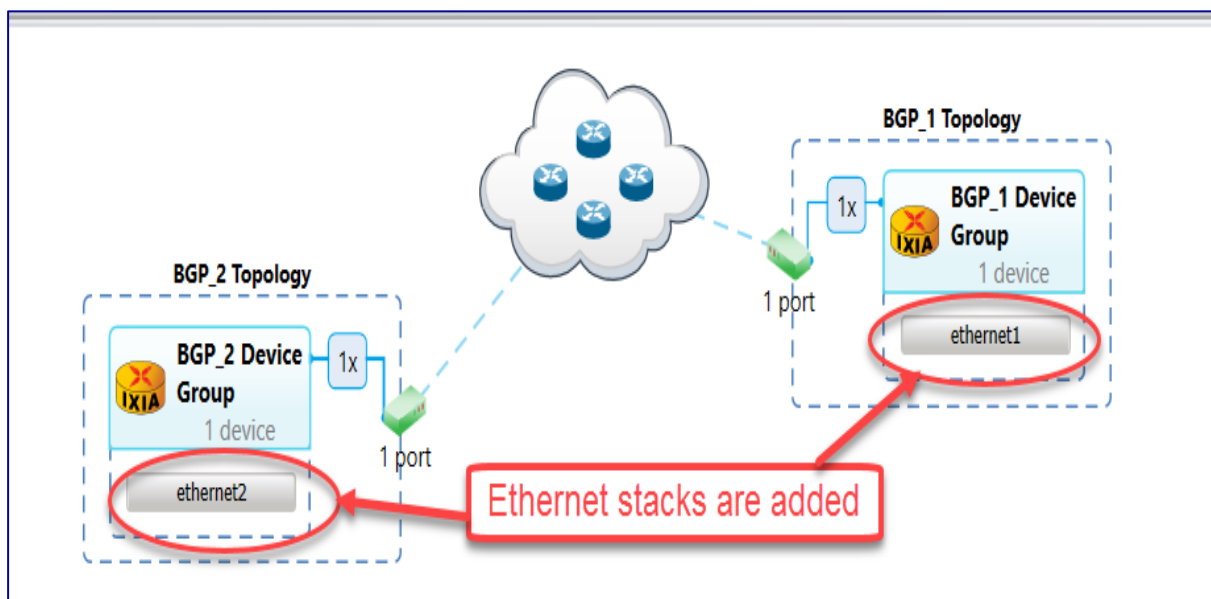 BGP_1 Topology
1x
BGP_1 Device
Group
IXIA
1 device
1 port
ethernet1
BGP_2 Topology
BGP_2 Device
Group
IXIA
1 device
1x
1 port
ethernet2
Ethernet stacks are added